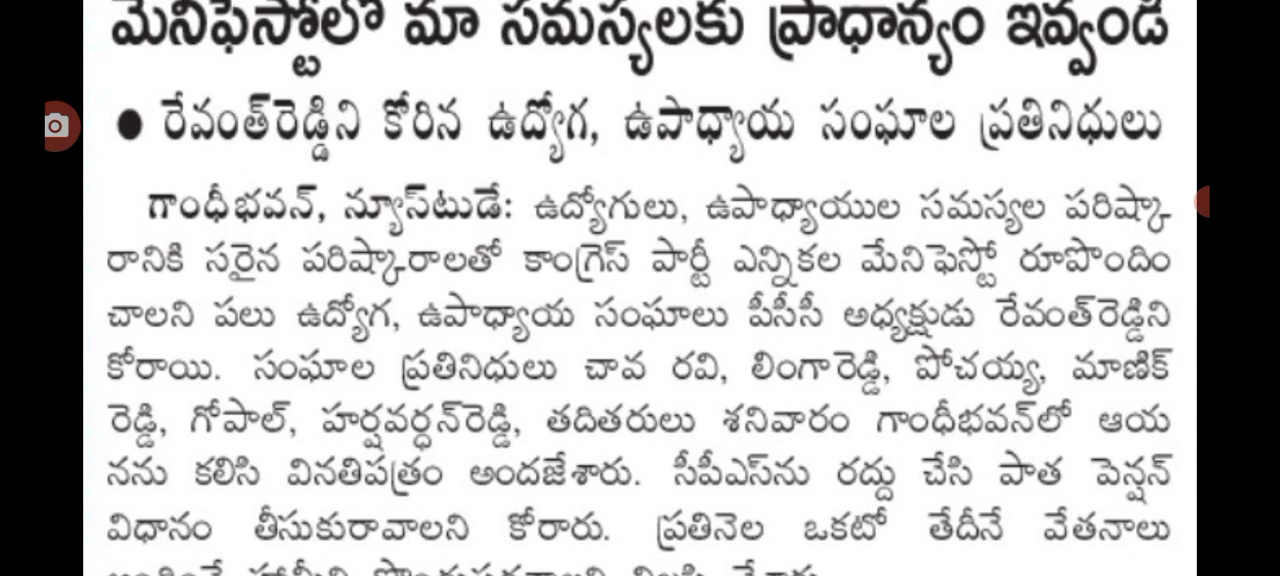 మేనిఫెస్టోలో మా సమస్యలకు ప్రాధాన్యం ఇవ్వండి
● రేవంత్‌రెడ్డిని కోరిన ఉద్యోగ, ఉపాధ్యాయ సంఘాల ప్రతినిధులు
గాంధీభవన్, న్యూస్‌టుడే: ఉద్యోగులు, ఉపాధ్యాయుల సమస్యల పరిష్కా
రానికి సరైన పరిష్కారాలతో కాంగ్రెస్ పార్టీ ఎన్నికల మేనిఫెస్టో రూపొందిం
చాలని పలు ఉద్యోగ, ఉపాధ్యాయ సంఘాలు పీసీసీ అధ్యక్షుడు రేవంత్‌రెడ్డిని
కోరాయి. సంఘాల ప్రతినిధులు చావ రవి, లింగారెడ్డి, పోచయ్య, మాణిక్
రెడ్డి, గోపాల్, హర్షవర్ధన్‌రెడ్డి, తదితరులు శనివారం గాంధీభవన్‌లో ఆయ
నను కలిసి వినతిపత్రం అందజేశారు. సీపీఎస్‌ను రద్దు చేసి పాత పెన్షన్
విధానం తీసుకురావాలని కోరారు. ప్రతినెల ఒకటో తేదీనే వేతనాలు